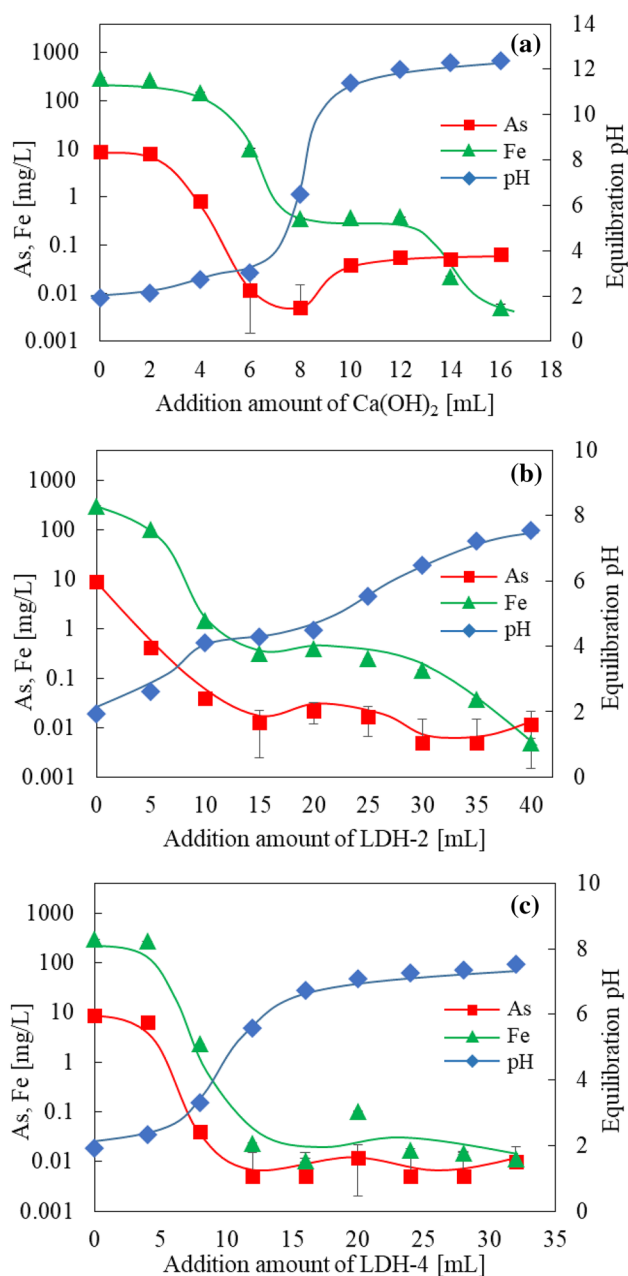 (a)
14
12
10
8
6
4
2
0
Equilibration pH
1000
100
10
1
0.1
0.01
0.001
As, Fe [mg/L]
As
Fe
pH
0 2 4 6 8 10 12 14 16 18
Addition amount of Ca(OH)2 [mL]
(b)
10
8
6
4
2
0
Equilibration pH
1000
100
10
1
0.1
0.01
0.001
As, Fe [mg/L]
As
Fe
pH
0 5 10 15 20 25 30 35 40
Addition amount of LDH-2 [mL]
(c)
10
8
6
4
2
0
Equilibration pH
1000
100
10
1
0.1
0.01
0.001
As, Fe [mg/L]
As
Fe
pH
0 5 10 15 20 25 30 35
Addition amount of LDH-4 [mL]